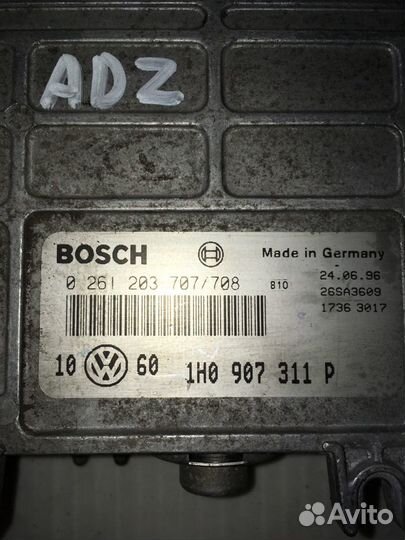 ADZ
BOSCH
Made in Germany
0 261 203 707/708 B10
24.06.96
26SA3609
1736 3017
10 VW 60 1H0 907 311 P
Avito